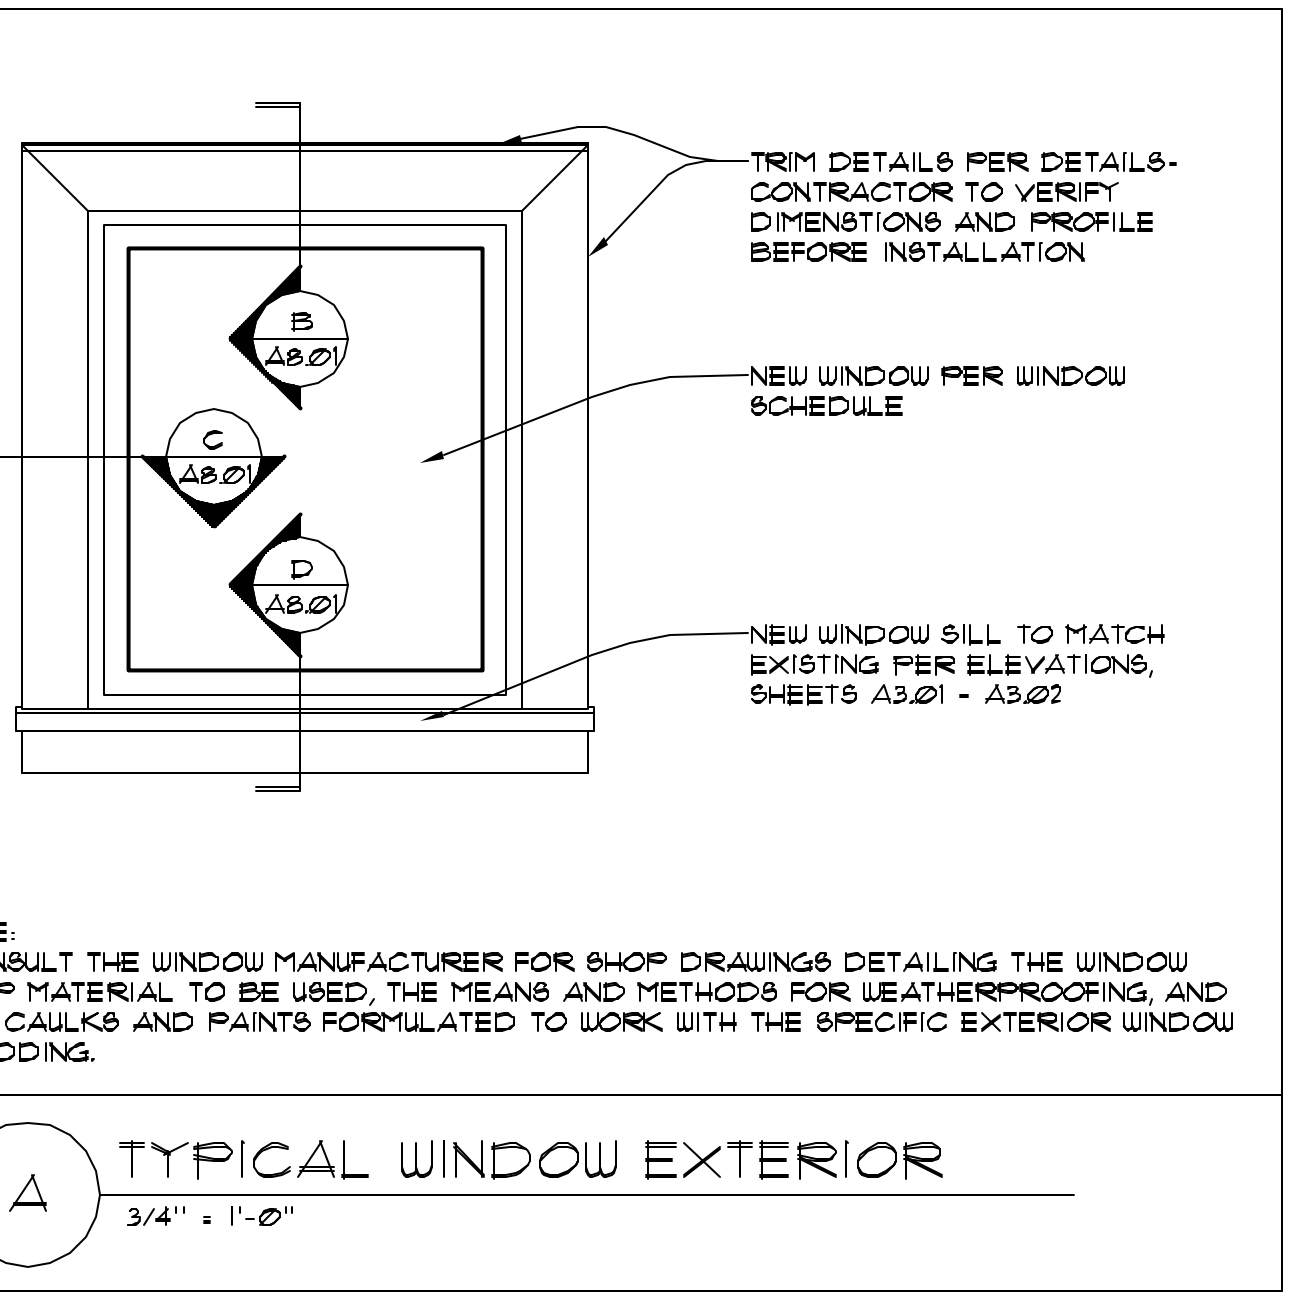 TRIM DETAILS PER DETAILS-
CONTRACTOR TO VERIFY
DIMENSTIONS AND PROFILE
BEFORE INSTALLATION
B
A8.01
NEW WINDOW PER WINDOW
SCHEDULE
C
A8.01
D
A8.01
NEW WINDOW SILL TO MATCH
EXISTING PER ELEVATIONS,
SHEETS A3.01 - A3.02
E:
NSULT THE WINDOW MANUFACTURER FOR SHOP DRAWINGS DETAILING THE WINDOW
P MATERIAL TO BE USED, THE MEANS AND METHODS FOR WEATHERPROOFING, AND
CAULKS AND PAINTS FORMULATED TO WORK WITH THE SPECIFIC EXTERIOR WINDOW
DDING.
A
TYPICAL WINDOW EXTERIOR
3/4" = 1'-0"